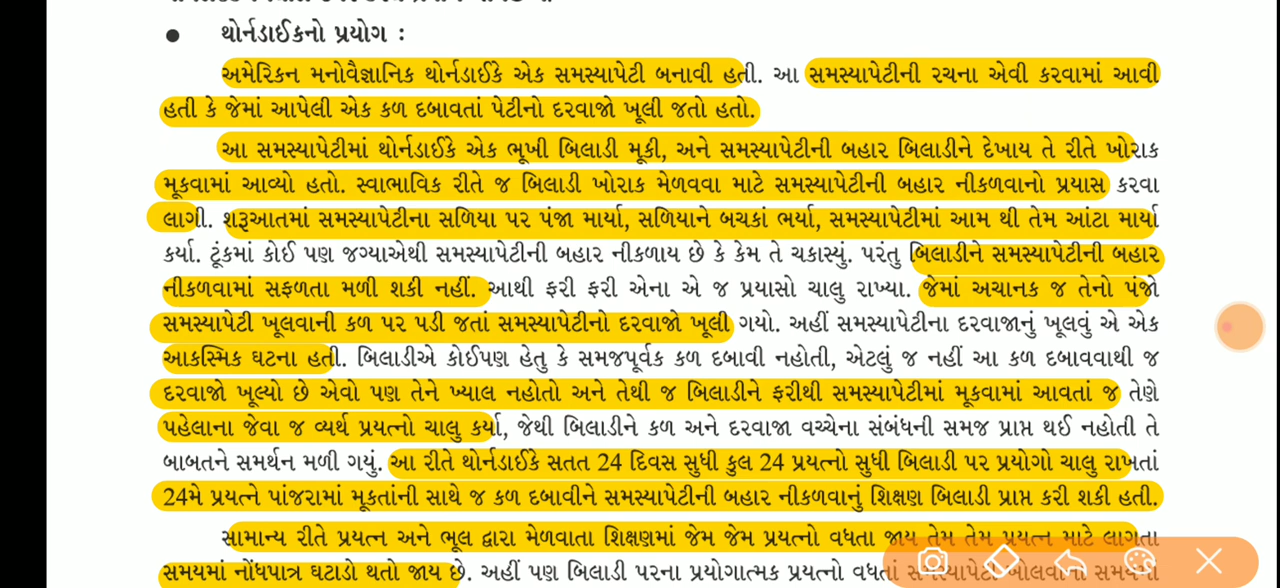 ● થોર્નડાઈકનો પ્રયોગ :
અમેરિકન મનોવૈજ્ઞાનિક થોર્નડાઈકે એક સમસ્યાપેટી બનાવી હતી. આ સમસ્યાપેટીની રચના એવી કરવામાં આવી
હતી કે જેમાં આપેલી એક કળ દબાવતાં પેટીનો દરવાજો ખૂલી જતો હતો.
આ સમસ્યાપેટીમાં થોર્નડાઈકે એક ભૂખી બિલાડી મૂકી, અને સમસ્યાપેટીની બહાર બિલાડીને દેખાય તે રીતે ખોરાક
મૂકવામાં આવ્યો હતો. સ્વાભાવિક રીતે જ બિલાડી ખોરાક મેળવવા માટે સમસ્યાપેટીની બહાર નીકળવાનો પ્રયાસ કરવા
લાગી. શરૂઆતમાં સમસ્યાપેટીના સળિયા પર પંજા માર્યા, સળિયાને બચકાં ભર્યા, સમસ્યાપેટીમાં આમ થી તેમ આંટા માર્યા
કર્યા. ટૂંકમાં કોઈ પણ જગ્યાએથી સમસ્યાપેટીની બહાર નીકળાય છે કે કેમ તે ચકાસ્યું. પરંતુ બિલાડીને સમસ્યાપેટીની બહાર
નીકળવામાં સફળતા મળી શકી નહીં. આથી ફરી ફરી એના એ જ પ્રયાસો ચાલુ રાખ્યા. જેમાં અચાનક જ તેનો પંજો
સમસ્યાપેટી ખૂલવાની કળ પર પડી જતાં સમસ્યાપેટીનો દરવાજો ખૂલી ગયો. અહીં સમસ્યાપેટીના દરવાજાનું ખૂલવું એ એક
આકસ્મિક ઘટના હતી. બિલાડીએ કોઈપણ હેતુ કે સમજપૂર્વક કળ દબાવી નહોતી, એટલું જ નહીં આ કળ દબાવવાથી જ
દરવાજો ખૂલ્યો છે એવો પણ તેને ખ્યાલ નહોતો અને તેથી જ બિલાડીને ફરીથી સમસ્યાપેટીમાં મૂકવામાં આવતાં જ તેણે
પહેલાના જેવા જ વ્યર્થ પ્રયત્નો ચાલુ કર્યા, જેથી બિલાડીને કળ અને દરવાજા વચ્ચેના સંબંધની સમજ પ્રાપ્ત થઈ નહોતી તે
બાબતને સમર્થન મળી ગયું. આ રીતે થોર્નડાઈકે સતત 24 દિવસ સુધી કુલ 24 પ્રયત્નો સુધી બિલાડી પર પ્રયોગો ચાલુ રાખતાં
24મે પ્રયત્ને પાંજરામાં મૂકતાંની સાથે જ કળ દબાવીને સમસ્યાપેટીની બહાર નીકળવાનું શિક્ષણ બિલાડી પ્રાપ્ત કરી શકી હતી.
સામાન્ય રીતે પ્રયત્ન અને ભૂલ દ્વારા મેળવાતા શિક્ષણમાં જેમ જેમ પ્રયત્નો વધતા જાય તેમ તેમ પ્રયત્ન માટે લાગતા
સમયમાં નોંધપાત્ર ઘટાડો થતો જાય છે. અહીં પણ બિલાડી પરના પ્રયોગાત્મક પ્રયત્નો વધતાં